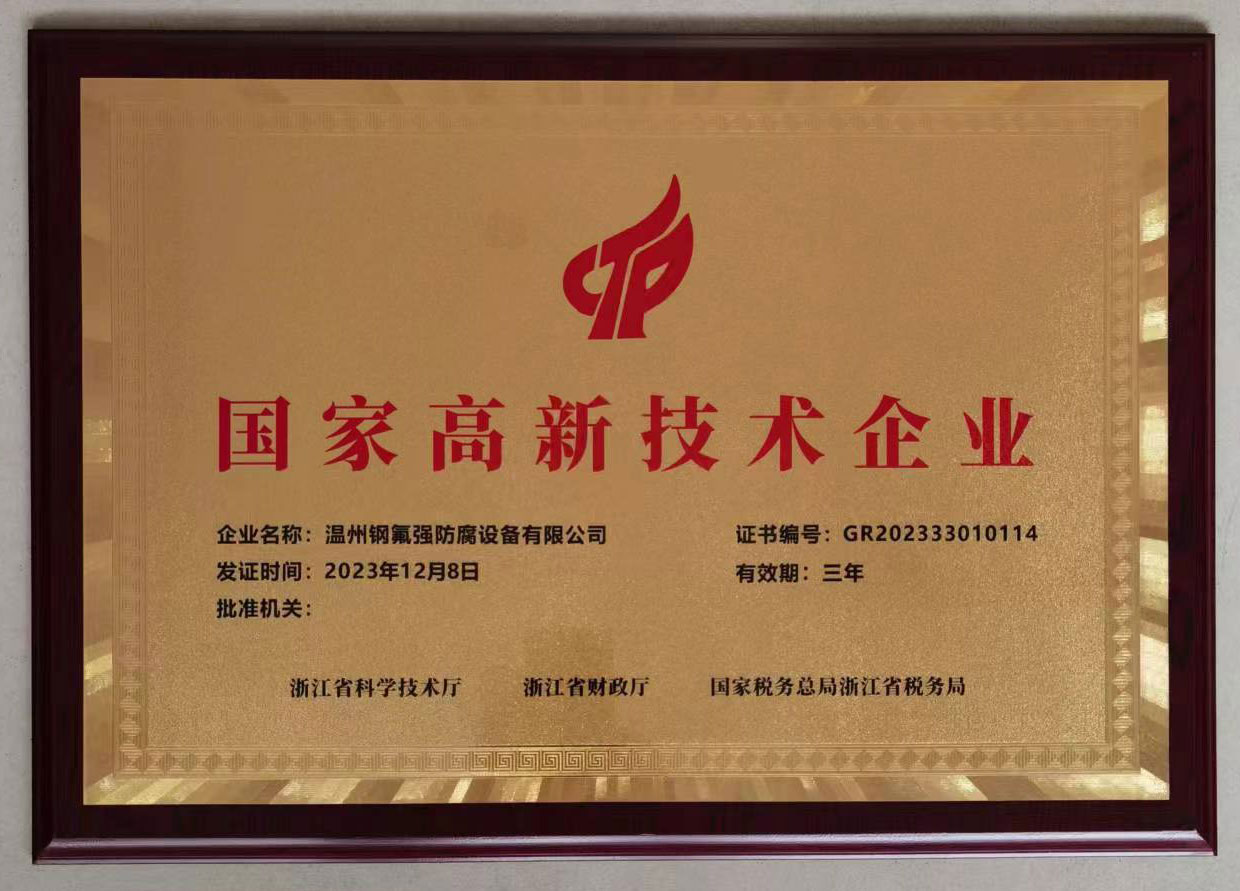 CTP
国家高新技术企业
企业名称：温州钢氟强防腐设备有限公司 证书编号：GR202333010114
发证时间：2023年12月8日 有效期：三年
批准机关：
浙江省科学技术厅 浙江省财政厅 国家税务总局浙江省税务局